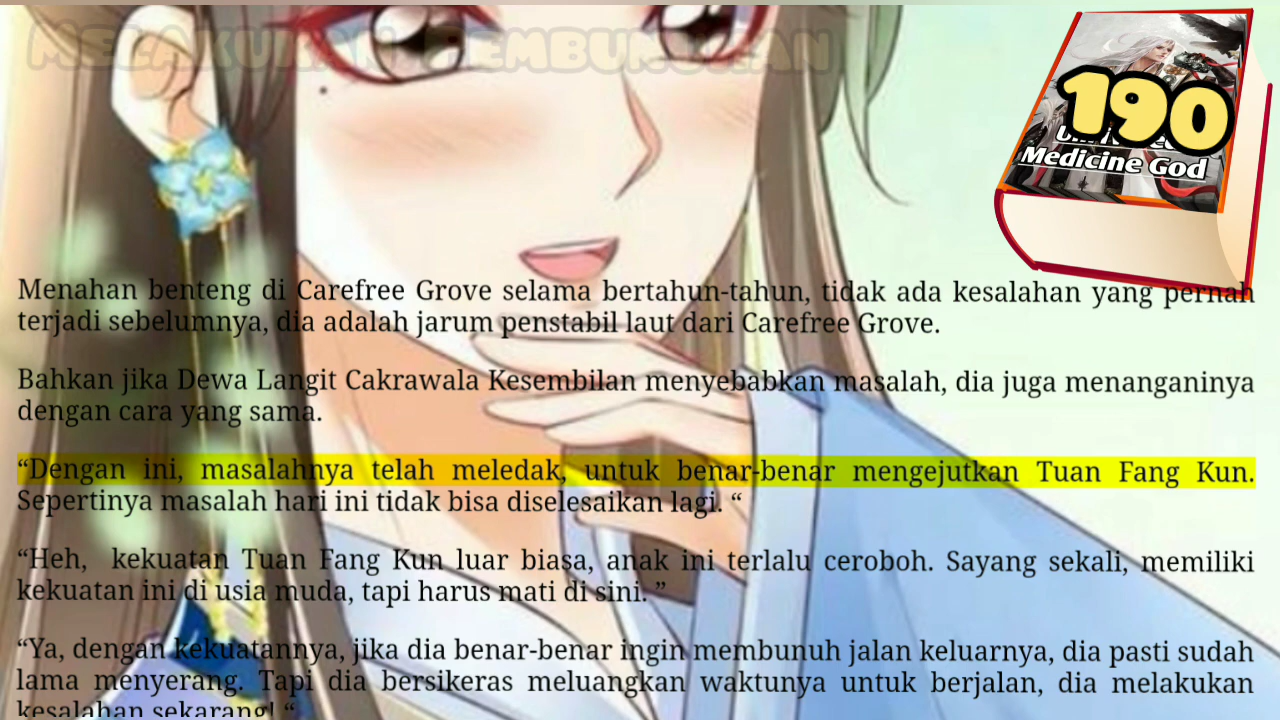 MELAKUKAN PEMBUNUHAN
190
Medicine God
Menahan benteng di Carefree Grove selama bertahun-tahun, tidak ada kesalahan yang pernah
terjadi sebelumnya, dia adalah jarum penstabil laut dari Carefree Grove.
Bahkan jika Dewa Langit Cakrawala Kesembilan menyebabkan masalah, dia juga menanganinya
dengan cara yang sama.
“Dengan ini, masalahnya telah meledak, untuk benar-benar mengejutkan Tuan Fang Kun.
Sepertinya masalah hari ini tidak bisa diselesaikan lagi. “
“Heh, kekuatan Tuan Fang Kun luar biasa, anak ini terlalu ceroboh. Sayang sekali, memiliki
kekuatan ini di usia muda, tapi harus mati di sini. ”
“Ya, dengan kekuatannya, jika dia benar-benar ingin membunuh jalan keluarnya, dia pasti sudah
lama menyerang. Tapi dia bersikeras meluangkan waktunya untuk berjalan, dia melakukan
kesalahan sekarang! “